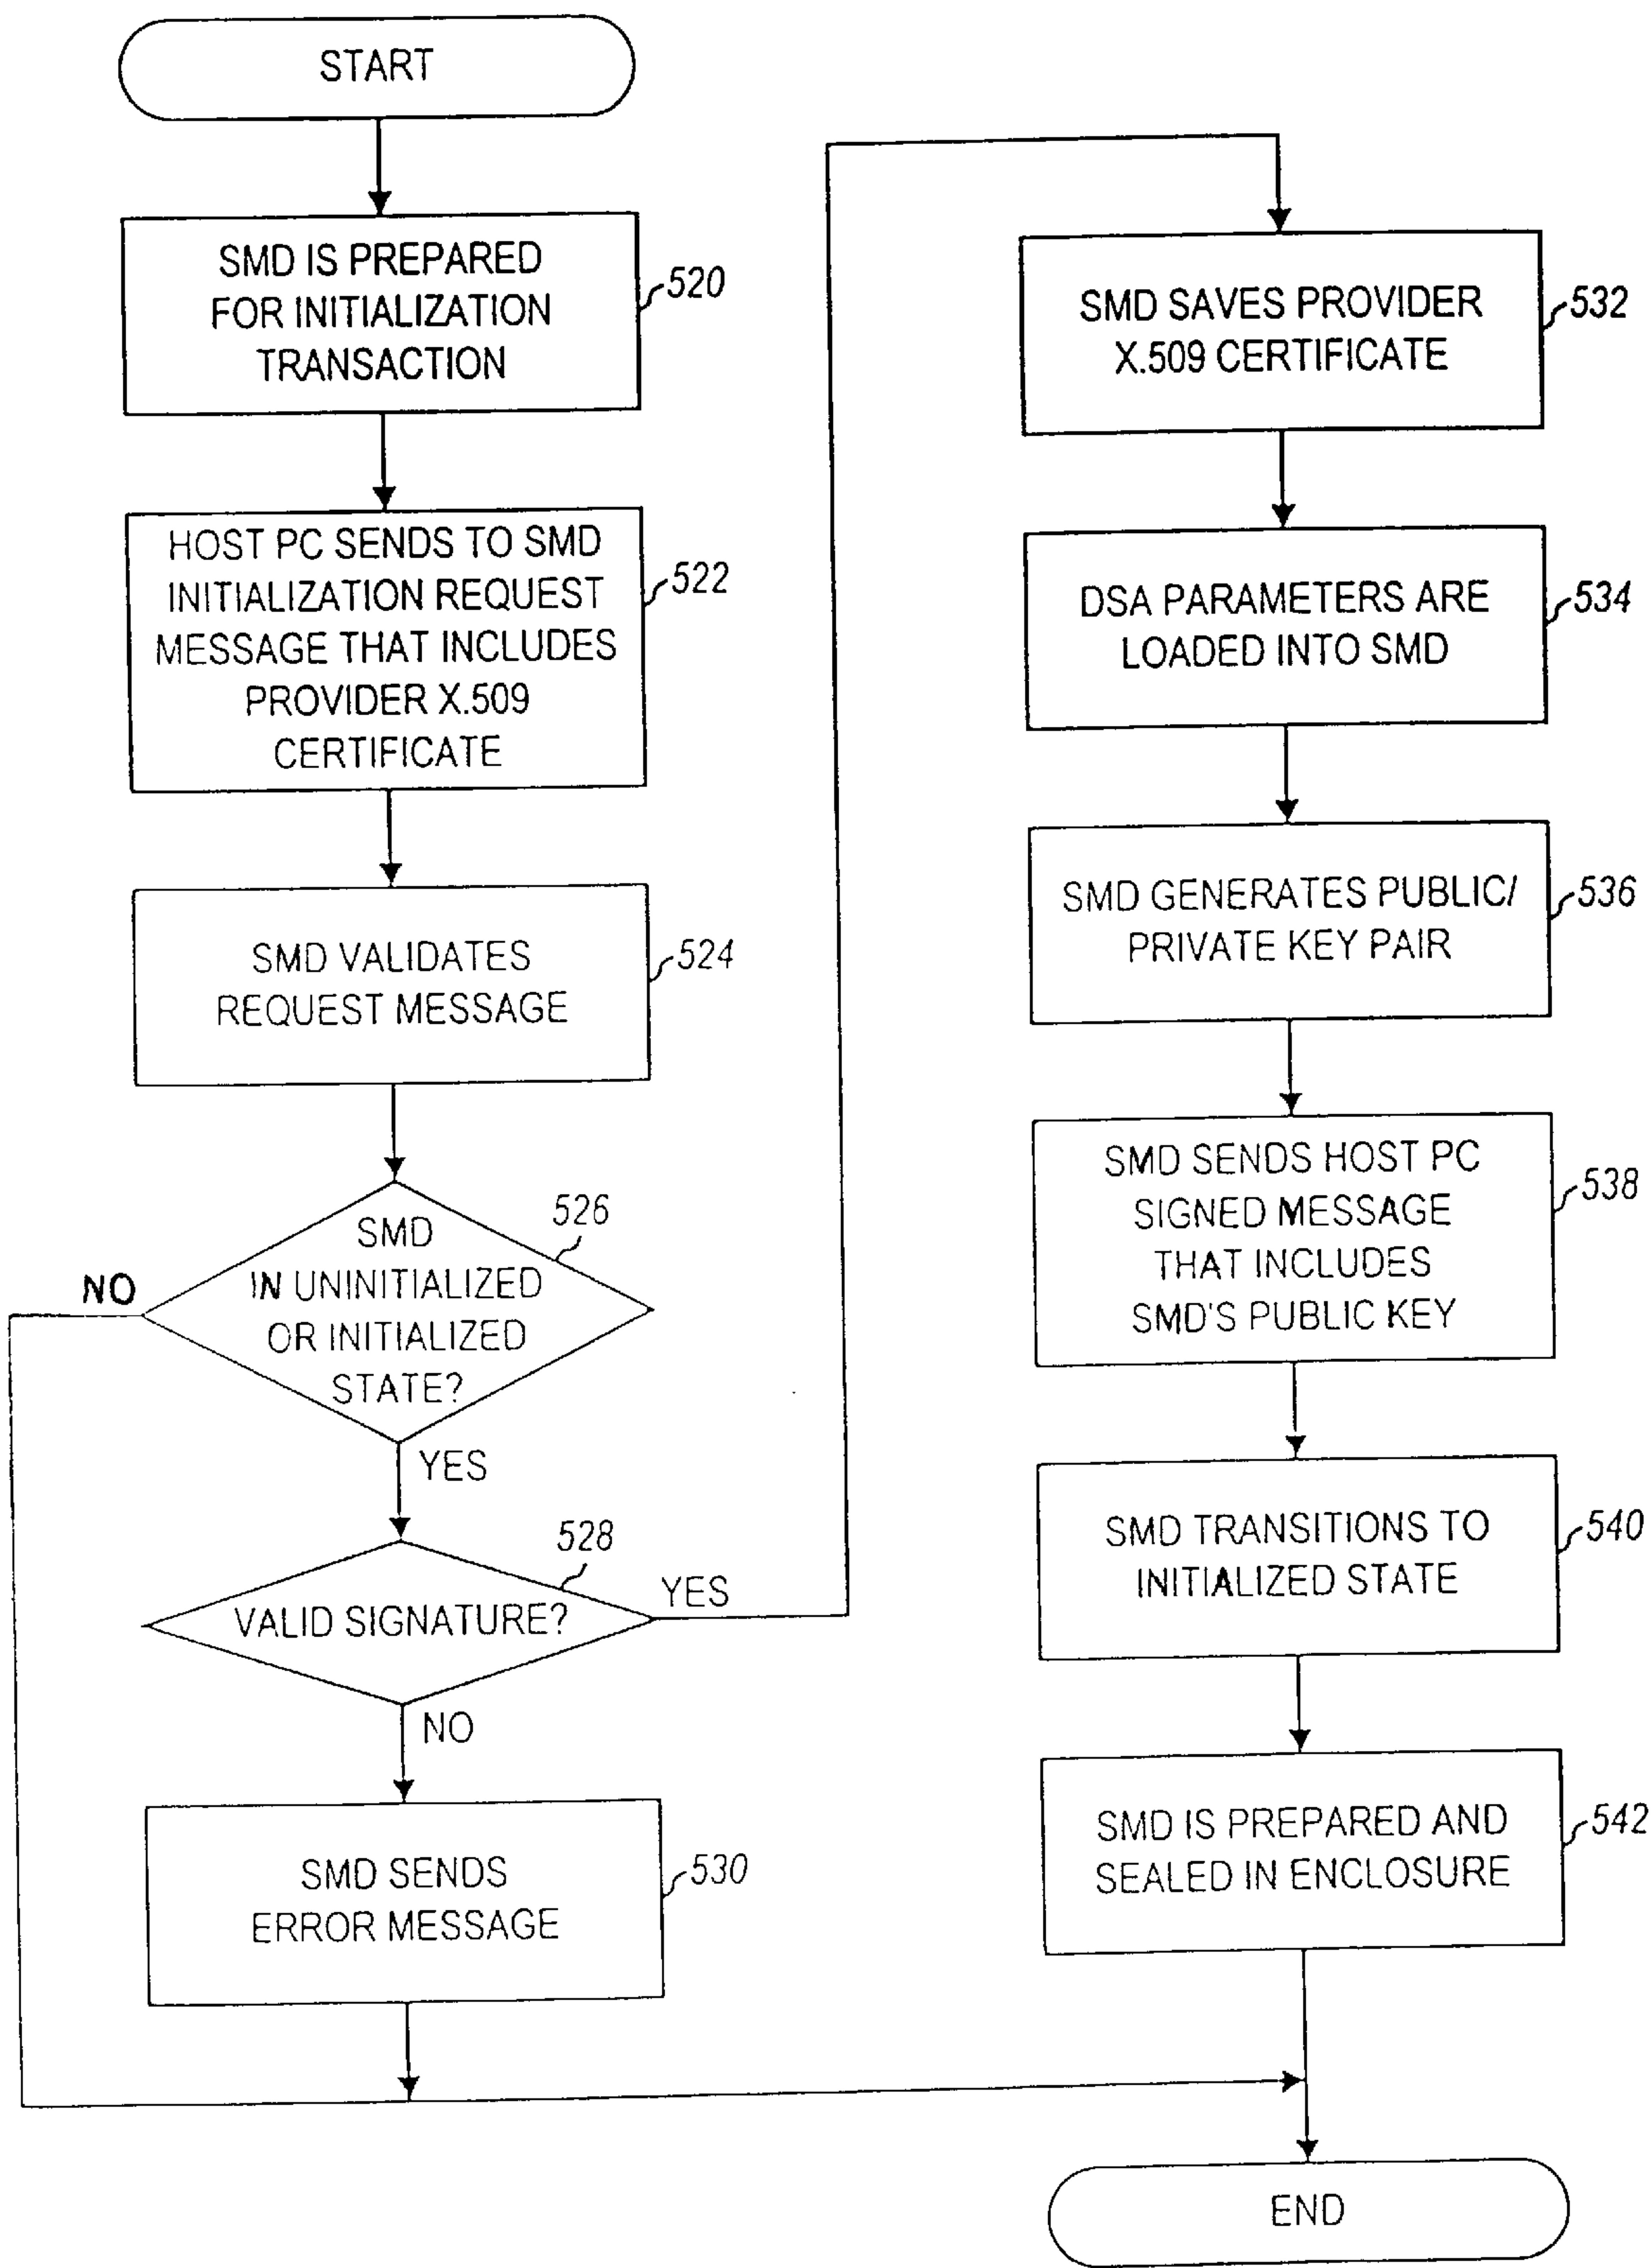 START
SMD IS PREPARED
FOR INITIALIZATION
TRANSACTION
520
HOST PC SENDS TO SMD
INITIALIZATION REQUEST
MESSAGE THAT INCLUDES
PROVIDER X.509
CERTIFICATE
522
SMD VALIDATES
REQUEST MESSAGE
524
SMD
IN UNINITIALIZED
OR INITIALIZED
STATE?
526
NO
YES
VALID SIGNATURE?
528
YES
NO
SMD SENDS
ERROR MESSAGE
530
SMD SAVES PROVIDER
X.509 CERTIFICATE
532
DSA PARAMETERS ARE
LOADED INTO SMD
534
SMD GENERATES PUBLIC/
PRIVATE KEY PAIR
536
SMD SENDS HOST PC
SIGNED MESSAGE
THAT INCLUDES
SMD'S PUBLIC KEY
538
SMD TRANSITIONS TO
INITIALIZED STATE
540
SMD IS PREPARED AND
SEALED IN ENCLOSURE
542
END